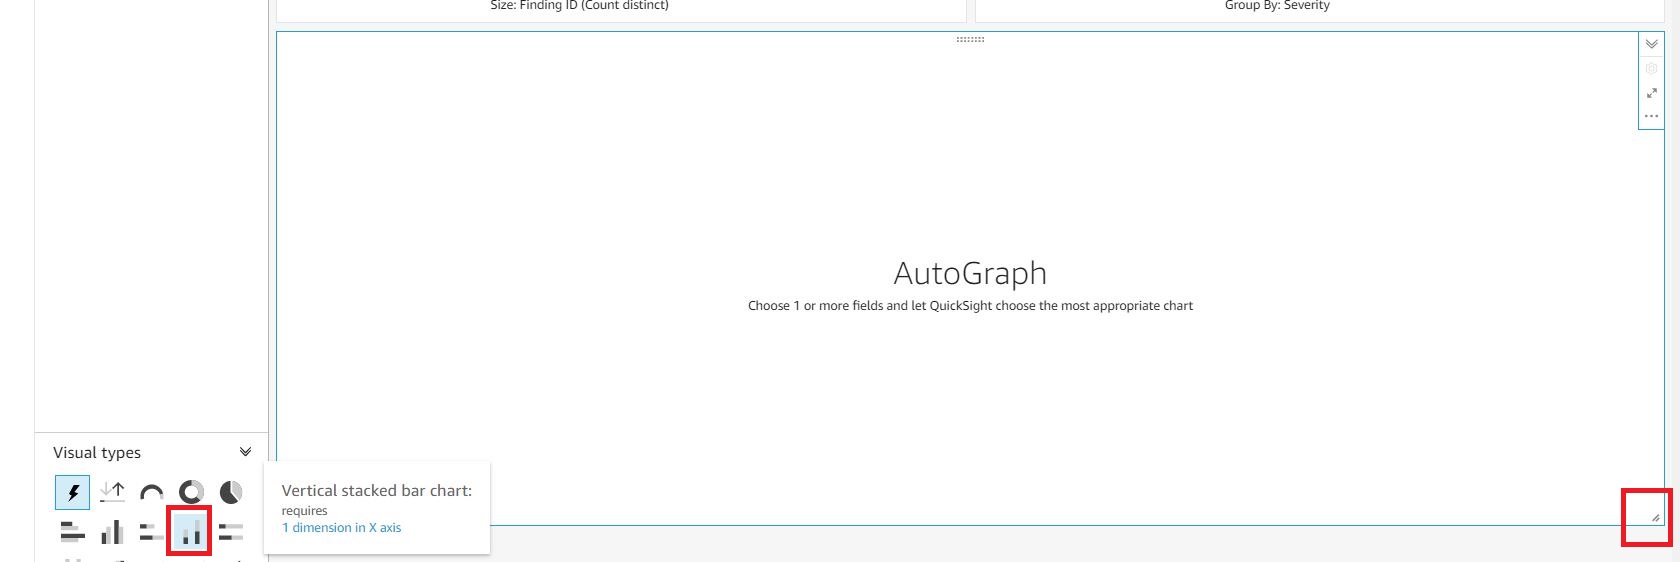 Size: Finding ID (Count distinct)
Group By: Severity
AutoGraph
Choose 1 or more fields and let QuickSight choose the most appropriate chart
Visual types
Vertical stacked bar chart:
requires
1 dimension in X axis